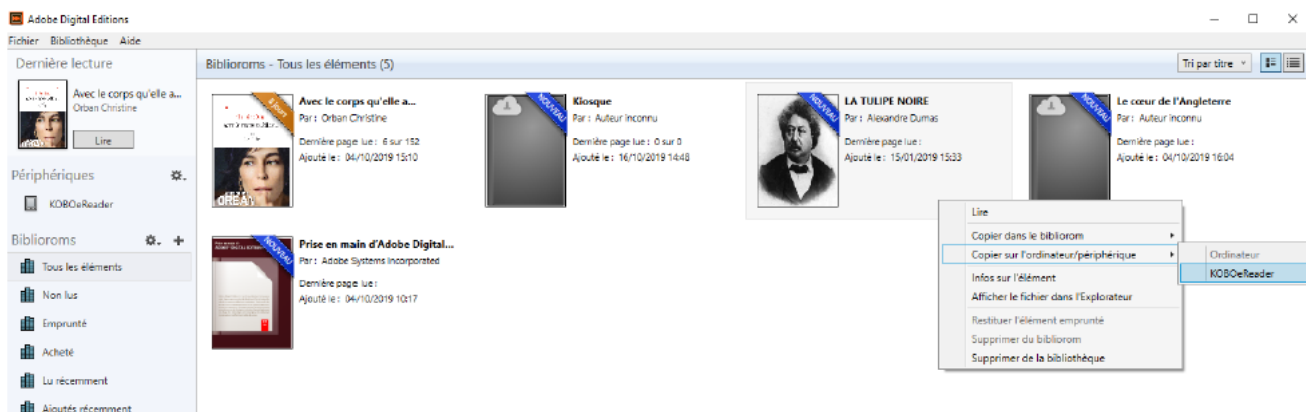 Adobe Digital Editions
Fichier Bibliothèque Aide
Dernière lecture
Avec le corps qu'elle a...
Orban Christine
Lire
Périphériques
KOBOeReader
Biblioroms
Tous les éléments
Non lus
Emprunté
Acheté
Lu récemment
Ajoutés récemment
Biblioroms - Tous les éléments (5)
Tri par titre
8 jours
Avec le corps qu'elle a...
Par : Orban Christine
Dernière page lue : 6 sur 152
Ajouté le : 04/10/2019 15:10
NOUVEAU
Kiosque
Par : Auteur inconnu
Dernière page lue : 0 sur 0
Ajouté le : 16/10/2019 14:48
NOUVEAU
LA TULIPE NOIRE
Par : Alexandre Dumas
Dernière page lue :
Ajouté le : 15/01/2019 15:33
NOUVEAU
Le cœur de l'Angleterre
Par : Auteur inconnu
Dernière page lue :
Ajouté le : 04/10/2019 16:04
NOUVEAU
Prise en main d'Adobe Digital...
Par : Adobe Systems Incorporated
Dernière page lue :
Ajouté le : 04/10/2019 10:17
Lire
Copier dans le bibliorom
Copier sur l'ordinateur/périphérique
Infos sur l'élément
Afficher le fichier dans l'Explorateur
Restituer l'élément emprunté
Supprimer du bibliorom
Supprimer de la bibliothèque
Ordinateur
KOBOeReader